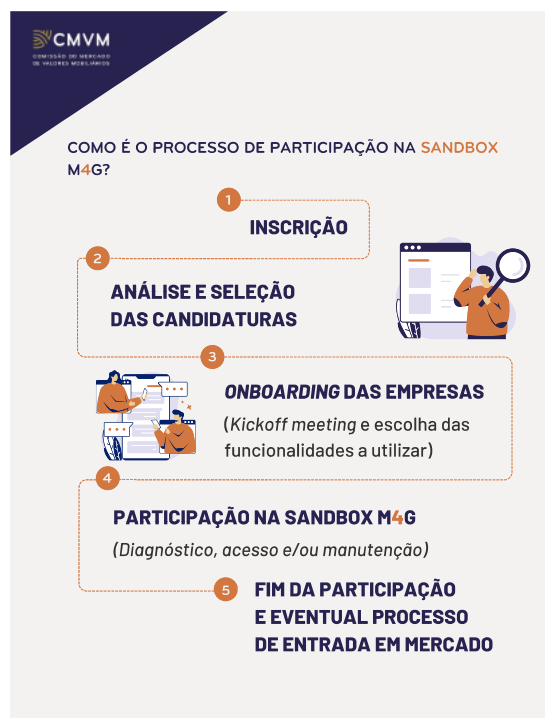 CMVM
COMISSÃO DO MERCADO
DE VALORES MOBILIÁRIOS
COMO É O PROCESSO DE PARTICIPAÇÃO NA SANDBOX
M4G?
1
INSCRIÇÃO
2
ANÁLISE E SELEÇÃO
DAS CANDIDATURAS
3
ONBOARDING DAS EMPRESAS
(Kickoff meeting e escolha das
funcionalidades a utilizar)
4
PARTICIPAÇÃO NA SANDBOX M4G
(Diagnóstico, acesso e/ou manutenção)
5
FIM DA PARTICIPAÇÃO
E EVENTUAL PROCESSO
DE ENTRADA EM MERCADO